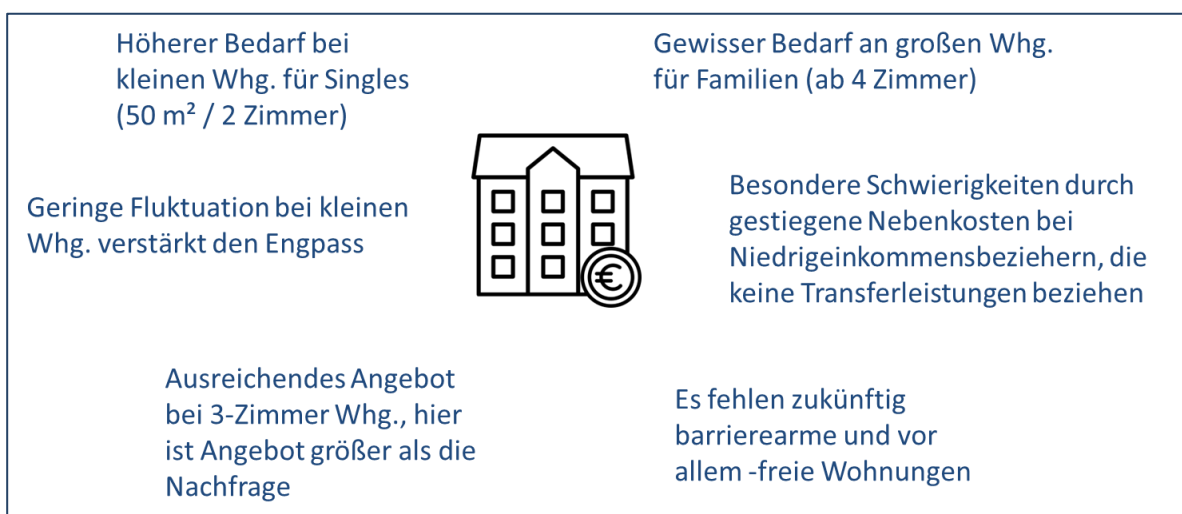 Höherer Bedarf bei
kleinen Whg. für Singles
(50 m² / 2 Zimmer)
Gewisser Bedarf an großen Whg.
für Familien (ab 4 Zimmer)
Geringe Fluktuation bei kleinen
Whg. verstärkt den Engpass
Besondere Schwierigkeiten durch
gestiegene Nebenkosten bei
Niedrigeinkommensbeziehern, die
keine Transferleistungen beziehen
€
Ausreichendes Angebot
bei 3-Zimmer Whg., hier
ist Angebot größer als die
Nachfrage
Es fehlen zukünftig
barrierearme und vor
allem -freie Wohnungen